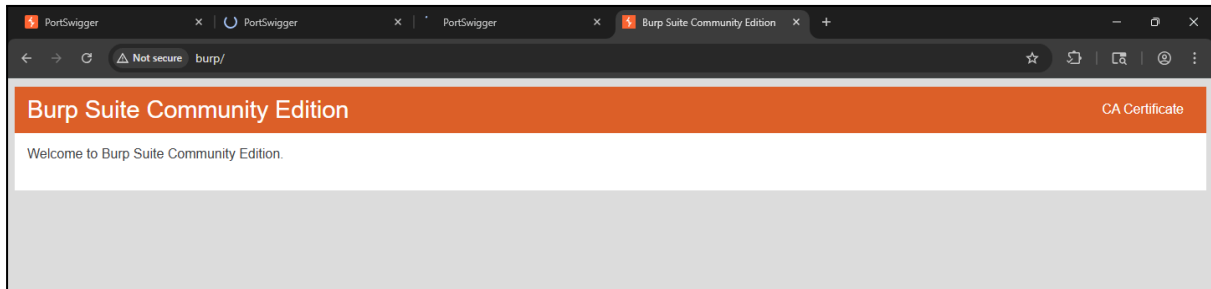 PortSwigger
PortSwigger
PortSwigger
Burp Suite Community Edition
Not secure burp/
Burp Suite Community Edition
CA Certificate
Welcome to Burp Suite Community Edition.